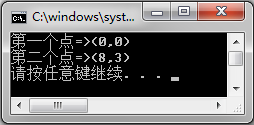 C:\windows\syst...
第一个点=>(0,0)
第二个点=>(8,3)
请按任意键继续. . .